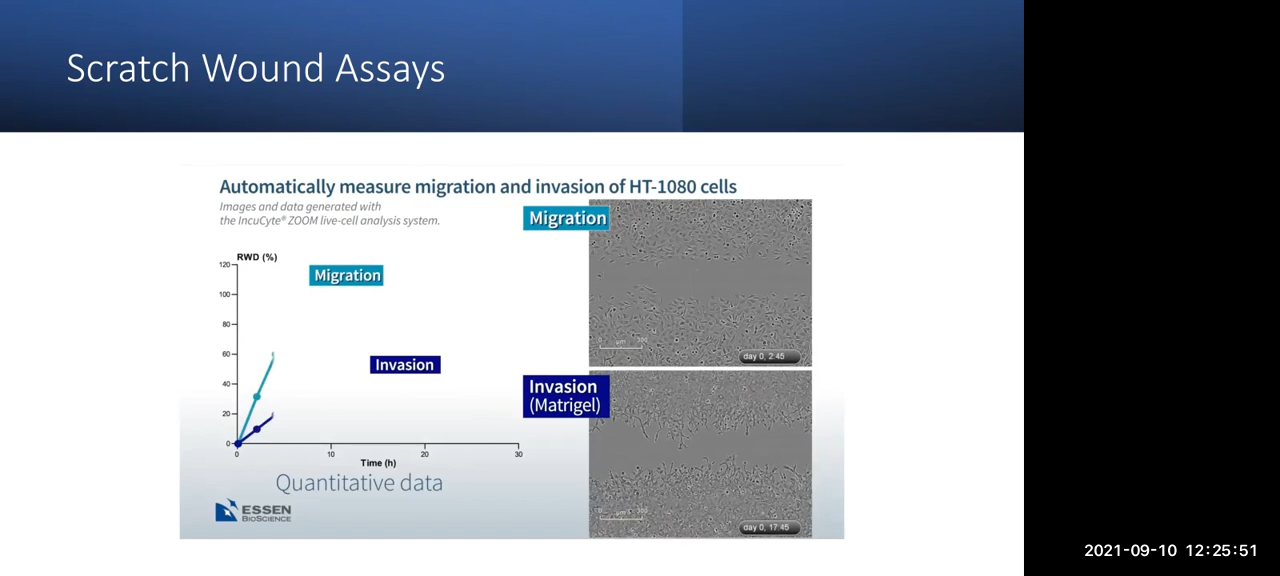 Scratch Wound Assays
Automatically measure migration and invasion of HT-1080 cells
Images and data generated with
the IncuCyte® ZOOM live-cell analysis system.
Migration
RWD (%)
120
Migration
100
80
60
Invasion
40
20
0
0
10
20
30
Time (h)
Quantitative data
ESSEN
BIOSCIENCE
µm
300
day 0, 2:45
Invasion
(Matrigel)
day 0, 17:45
2021-09-10 12:25:51